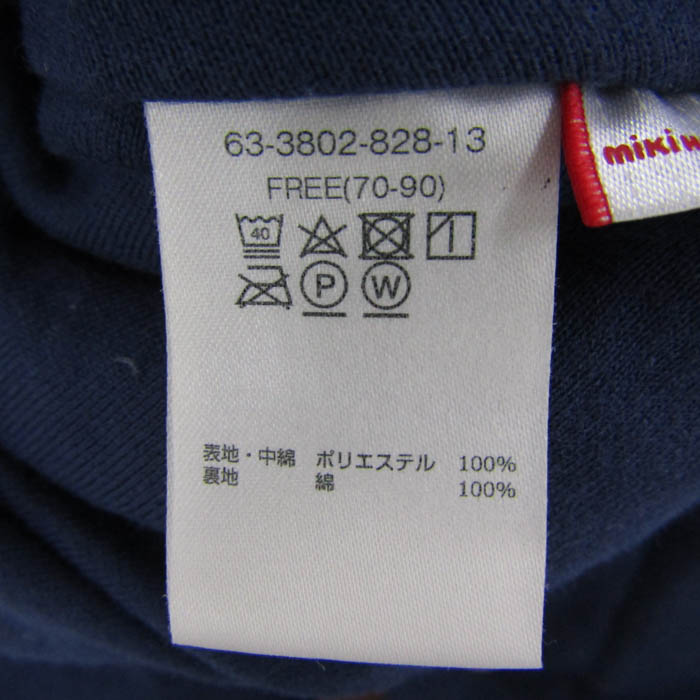 63-3802-828-13
miki
FREE(70-90)
40
P W
表地・中綿 ポリエステル 100%
裏地 綿 100%